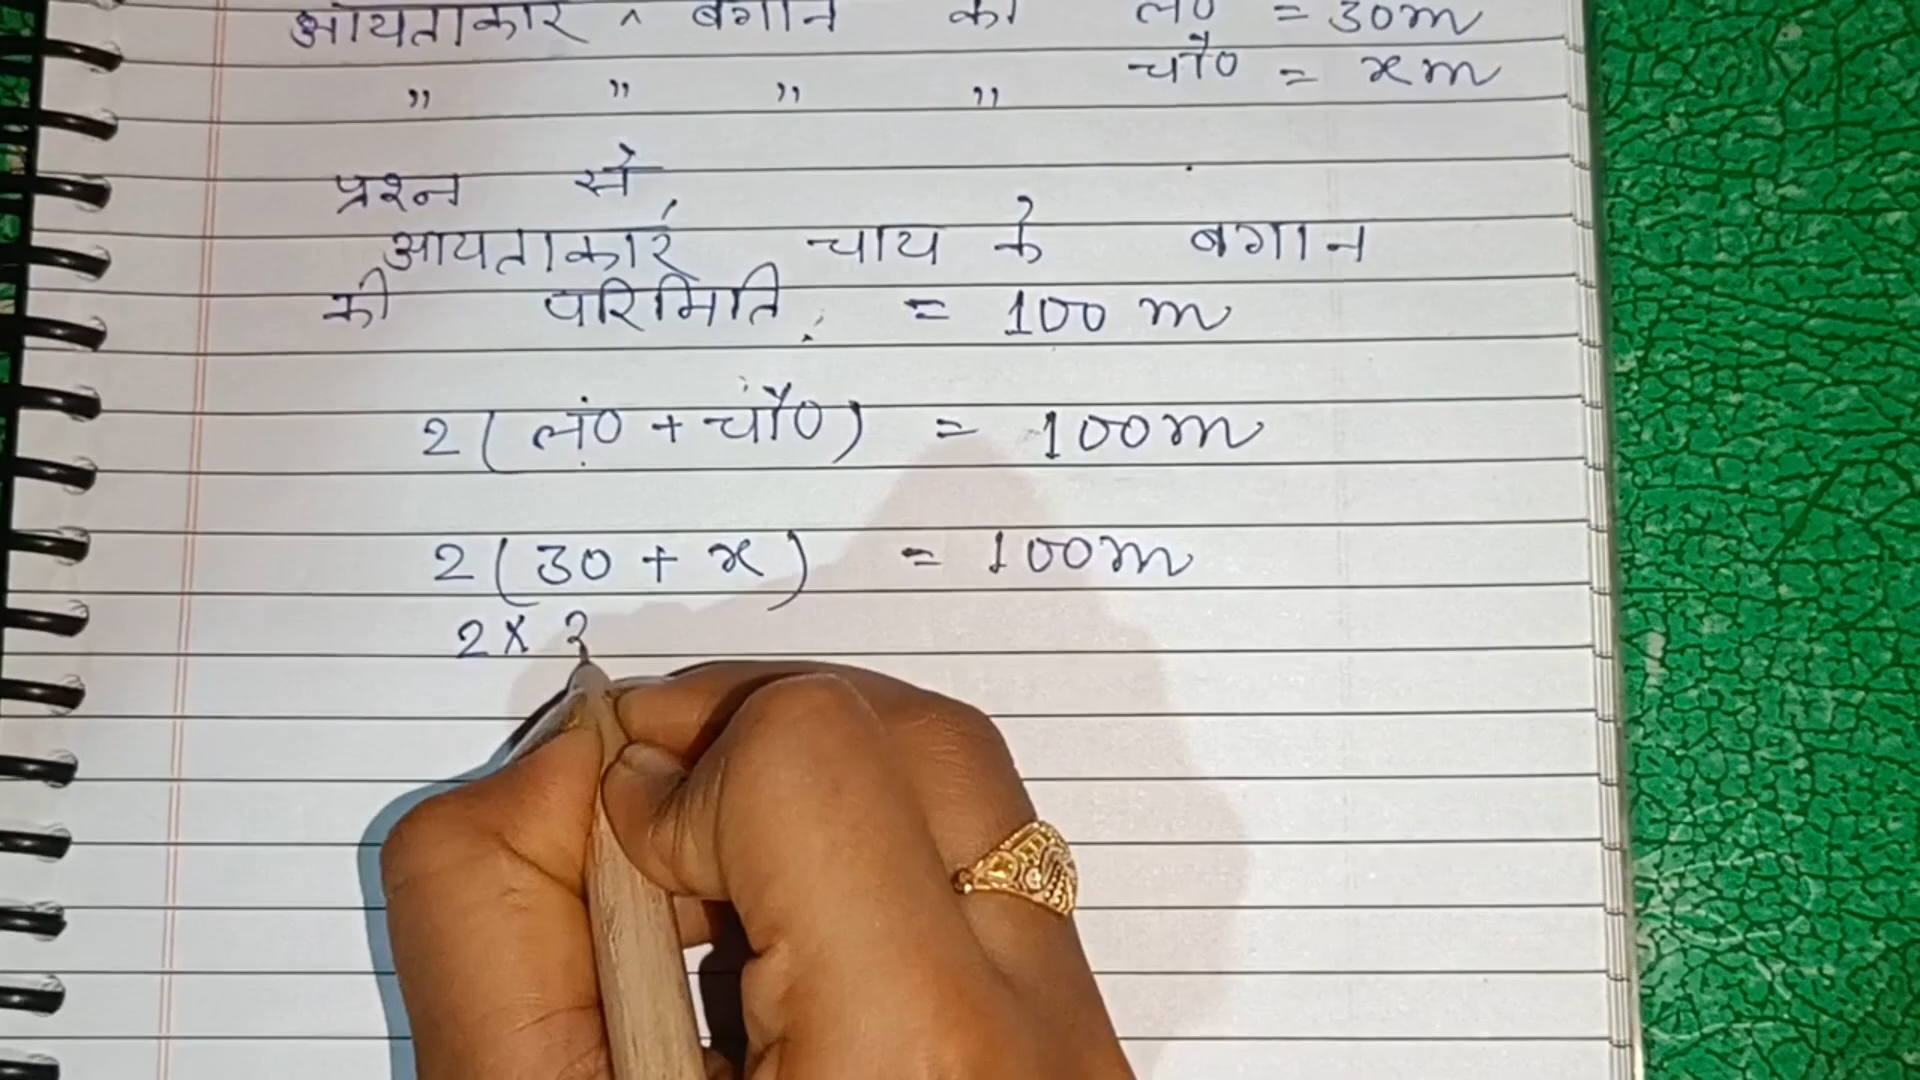 आयताकार ^ बगान का लं० = 30m
" " " " चौ० = xm
प्रश्न से
आयताकार चाय के बगान
की परिमिति = 100 m
2(लं० + चौ०) = 100m
2(30 + x) = 100m
2 × 3